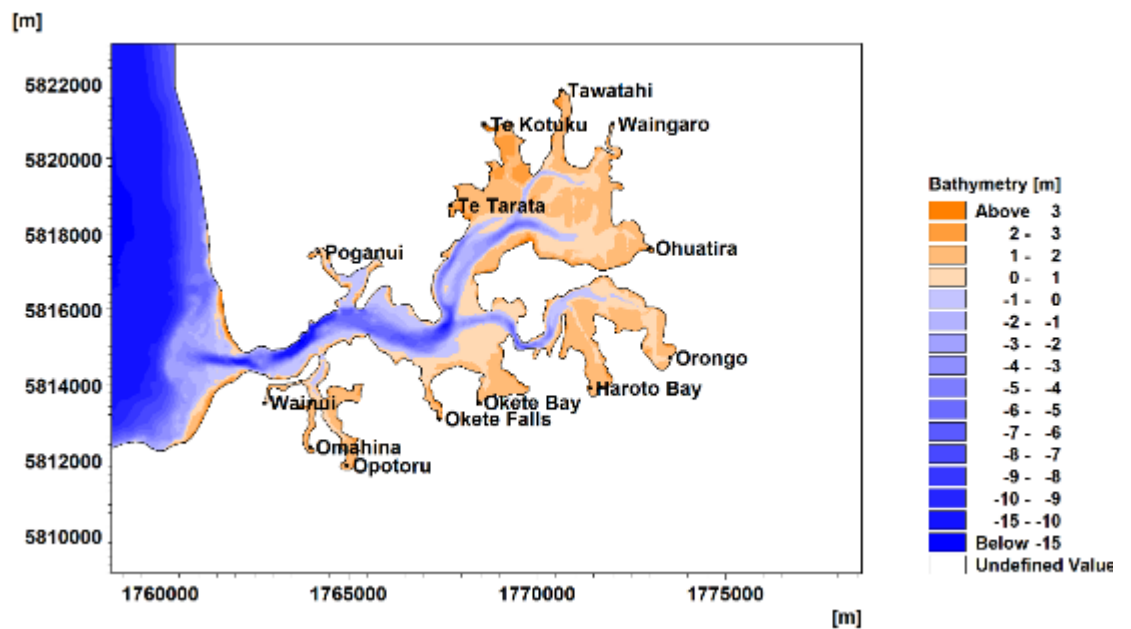 [m]
5822000
5820000
5818000
5816000
5814000
5812000
5810000
Tawatahi
Te Kotuku
Waingaro
Te Tarata
Ohuatira
Poganui
Orongo
Haroto Bay
Wainui
Okete Bay
Okete Falls
Omahina
Opotoru
1760000 1765000 1770000 1775000
[m]
Bathymetry [m]
Above 3
2 - 3
1 - 2
0 - 1
-1 - 0
-2 - -1
-3 - -2
-4 - -3
-5 - -4
-6 - -5
-7 - -6
-8 - -7
-9 - -8
-10 - -9
-15 - -10
Below -15
Undefined Value